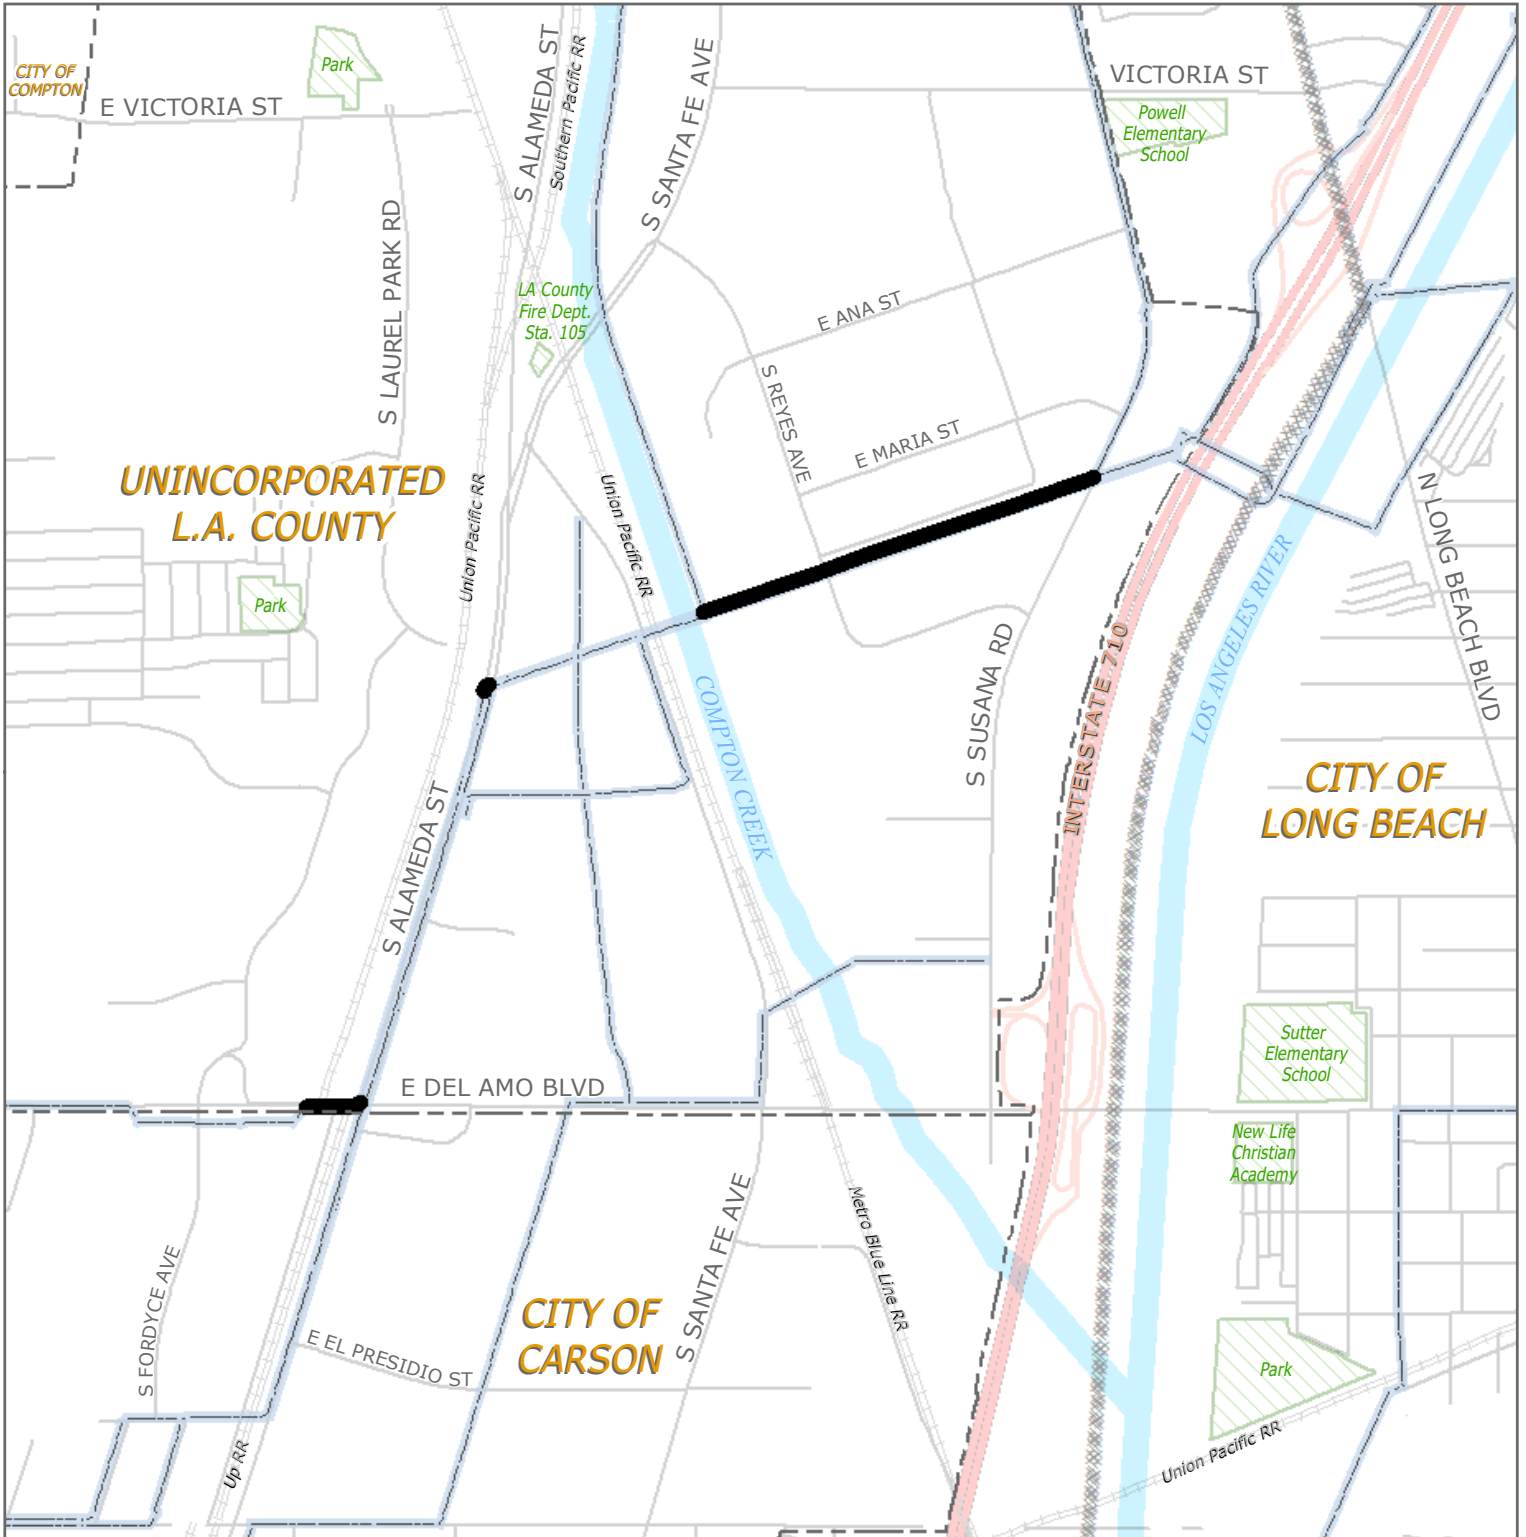 CITY OF
COMPTON
E VICTORIA ST
Park
S ALAMEDA ST
Southern Pacific RR
S SANTA FE AVE
VICTORIA ST
Powell
Elementary
School
S LAUREL PARK RD
LA County
Fire Dept.
Sta. 105
E ANA ST
S REYES AVE
E MARIA ST
UNINCORPORATED
L.A. COUNTY
Union Pacific RR
Union Pacific RR
N LONG BEACH BLVD
LOS ANGELES RIVER
Park
S SUSANA RD
INTERSTATE 710
COMPTON CREEK
CITY OF
LONG BEACH
S ALAMEDA ST
Sutter
Elementary
School
E DEL AMO BLVD
New Life
Christian
Academy
S FORDYCE AVE
S SANTA FE AVE
Metro Blue Line RR
CITY OF
CARSON
E EL PRESIDIO ST
Park
Up RR
Union Pacific RR